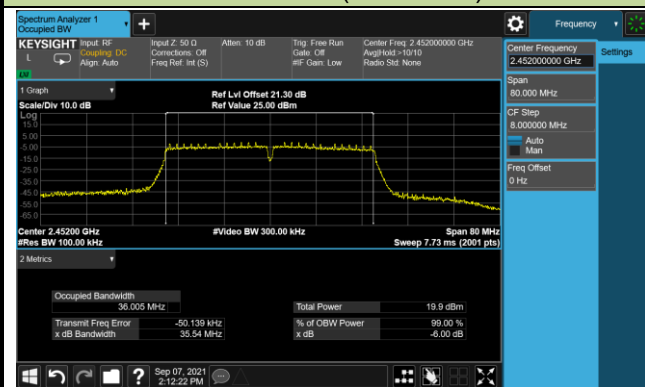 Spectrum Analyzer 1
Occupied BW
+
Frequency
KEYSIGHT
L
LM
Input: RF
Coupling: DC
Align: Auto
Input Z: 50 Ω
Corrections: Off
Freq Ref: Int (S)
Atten: 10 dB
Trig: Free Run
Gate: Off
#IF Gain: Low
Center Freq: 2.452000000 GHz
Avg|Hold:>10/10
Radio Std: None
Center Frequency
2.452000000 GHz
Settings
Span
80.000 MHz
CF Step
8.000000 MHz
Auto
Man
Freq Offset
0 Hz
1 Graph
Scale/Div 10.0 dB
Ref Lvl Offset 21.30 dB
Ref Value 25.00 dBm
Log
15.0
5.00
-5.00
-15.0
-25.0
-35.0
-45.0
-55.0
-65.0
Center 2.45200 GHz
#Video BW 300.00 kHz
Span 80 MHz
#Res BW 100.00 kHz
Sweep 7.73 ms (2001 pts)
2 Metrics
Occupied Bandwidth
36.005 MHz
Total Power 19.9 dBm
Transmit Freq Error -50.139 kHz
% of OBW Power 99.00 %
x dB Bandwidth 35.54 MHz
x dB -6.00 dB
?
Sep 07, 2021
2:12:22 PM